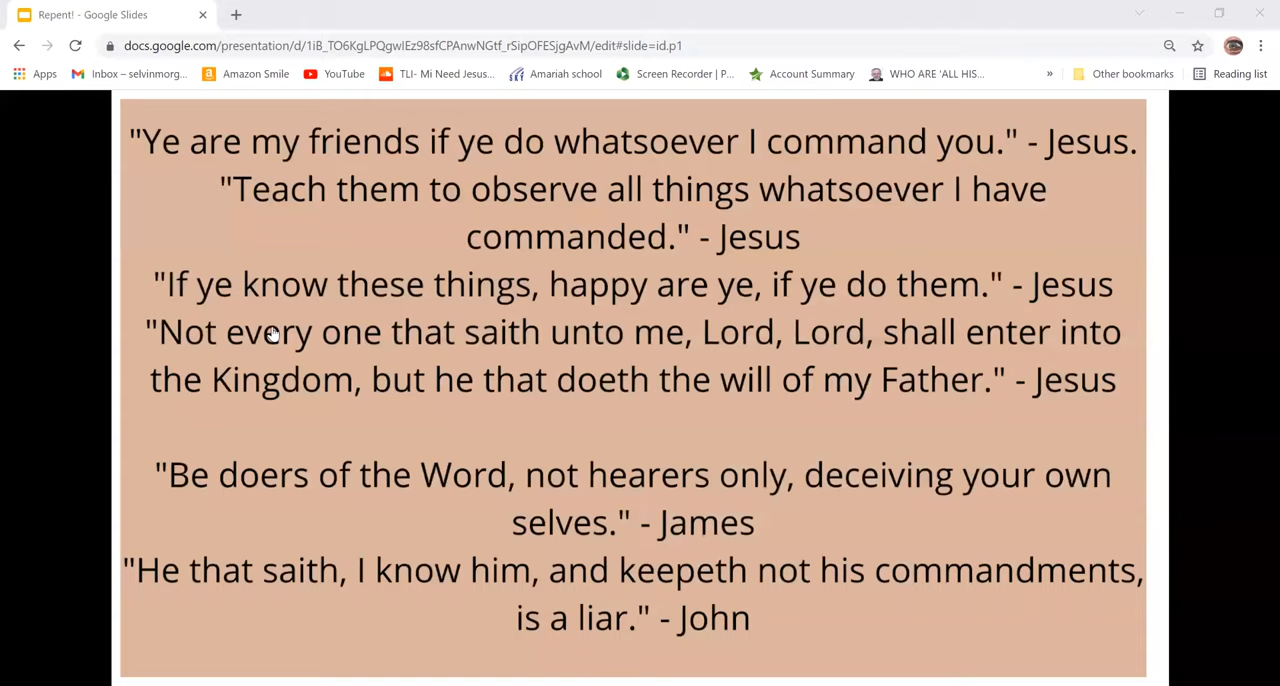 Repent! - Google Slides
docs.google.com/presentation/d/1iB_TO6KgLPQgwIEz98sfCPAnwNGtf_rSipOFESjgAvM/edit#slide=id.p1
Apps
Inbox – selvinmorg...
Amazon Smile
YouTube
TLI- Mi Need Jesus...
Amariah school
Screen Recorder | P...
Account Summary
WHO ARE 'ALL HIS...
»
Other bookmarks
Reading list
"Ye are my friends if ye do whatsoever I command you." - Jesus.
"Teach them to observe all things whatsoever I have
commanded." - Jesus
"If ye know these things, happy are ye, if ye do them." - Jesus
"Not every one that saith unto me, Lord, Lord, shall enter into
the Kingdom, but he that doeth the will of my Father." - Jesus
"Be doers of the Word, not hearers only, deceiving your own
selves." - James
"He that saith, I know him, and keepeth not his commandments,
is a liar." - John